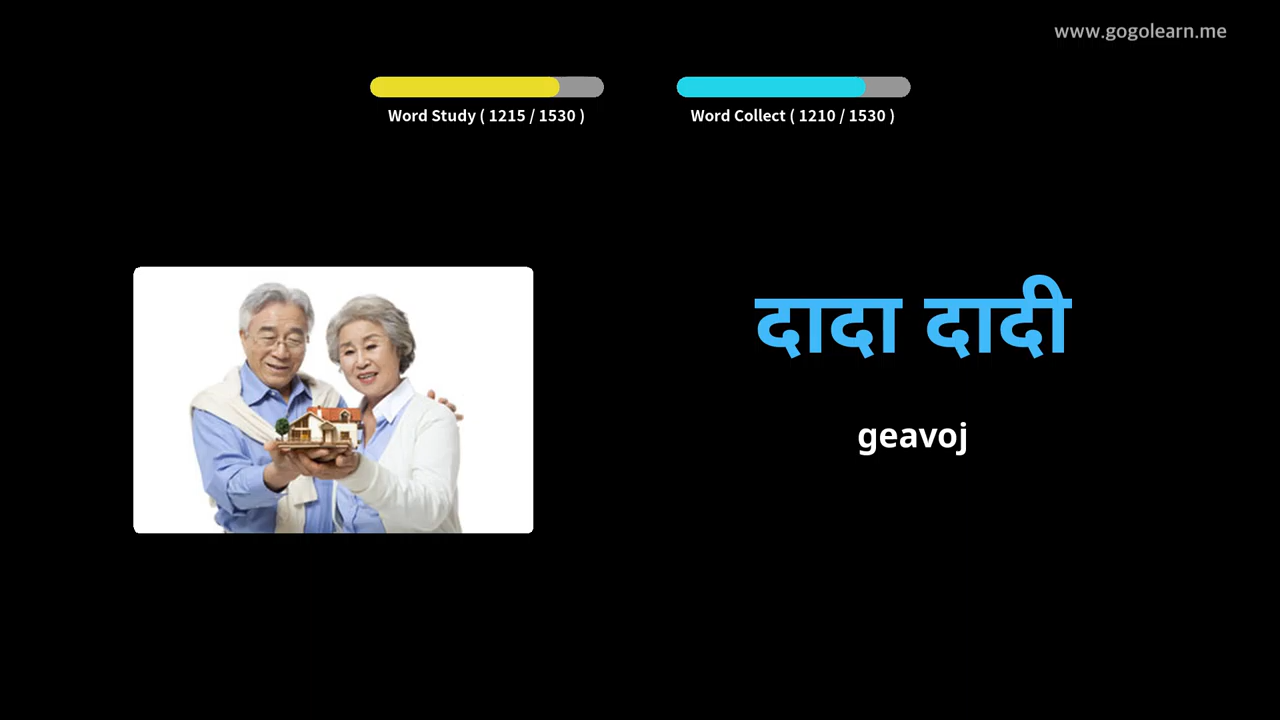 www.gogolearn.me
Word Study ( 1215 / 1530 )
Word Collect ( 1210 / 1530 )
दादा दादी
geavoj